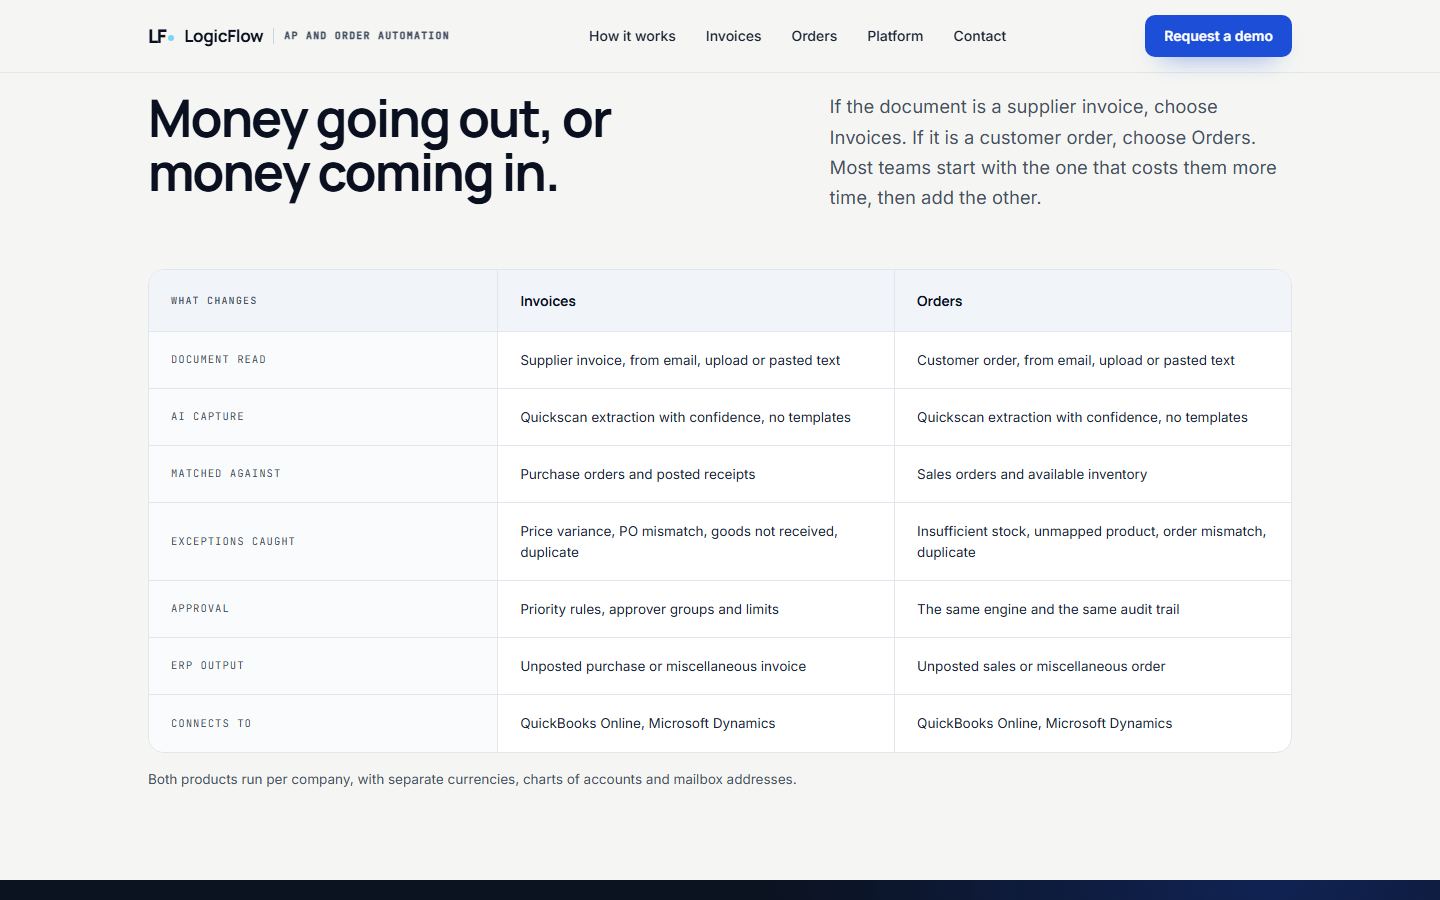 LF LogicFlow AP AND ORDER AUTOMATION How it works Invoices Orders Platform Contact Request a demo
Money going out, or
money coming in.
If the document is a supplier invoice, choose
Invoices. If it is a customer order, choose Orders.
Most teams start with the one that costs them more
time, then add the other.
WHAT CHANGES Invoices Orders
DOCUMENT READ Supplier invoice, from email, upload or pasted text Customer order, from email, upload or pasted text
AI CAPTURE Quickscan extraction with confidence, no templates Quickscan extraction with confidence, no templates
MATCHED AGAINST Purchase orders and posted receipts Sales orders and available inventory
EXCEPTIONS CAUGHT
Price variance, PO mismatch, goods not received,
duplicate
Insufficient stock, unmapped product, order mismatch,
duplicate
APPROVAL Priority rules, approver groups and limits The same engine and the same audit trail
ERP OUTPUT Unposted purchase or miscellaneous invoice Unposted sales or miscellaneous order
CONNECTS TO QuickBooks Online, Microsoft Dynamics QuickBooks Online, Microsoft Dynamics
Both products run per company, with separate currencies, charts of accounts and mailbox addresses.